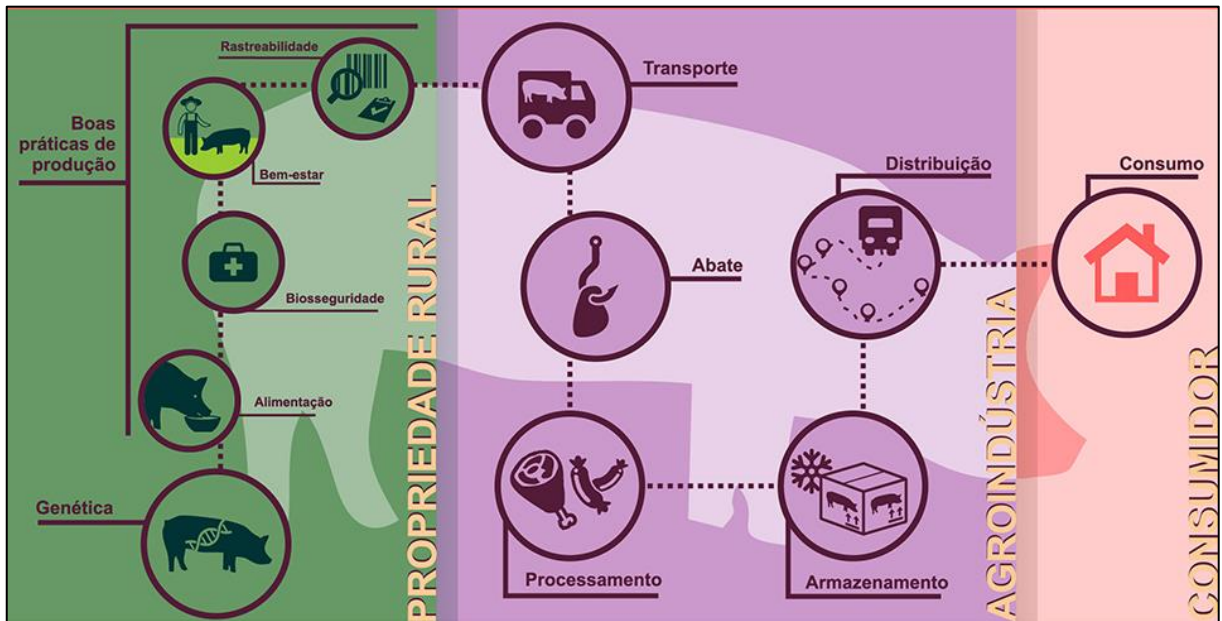 Rastreabilidade
Boas
práticas de
produção
Bem-estar
Biosseguridade
Alimentação
Genética
PROPRIEDADE RURAL
Transporte
Abate
Processamento
Armazenamento
Distribuição
AGROINDÚSTRIA
Consumo
CONSUMIDOR